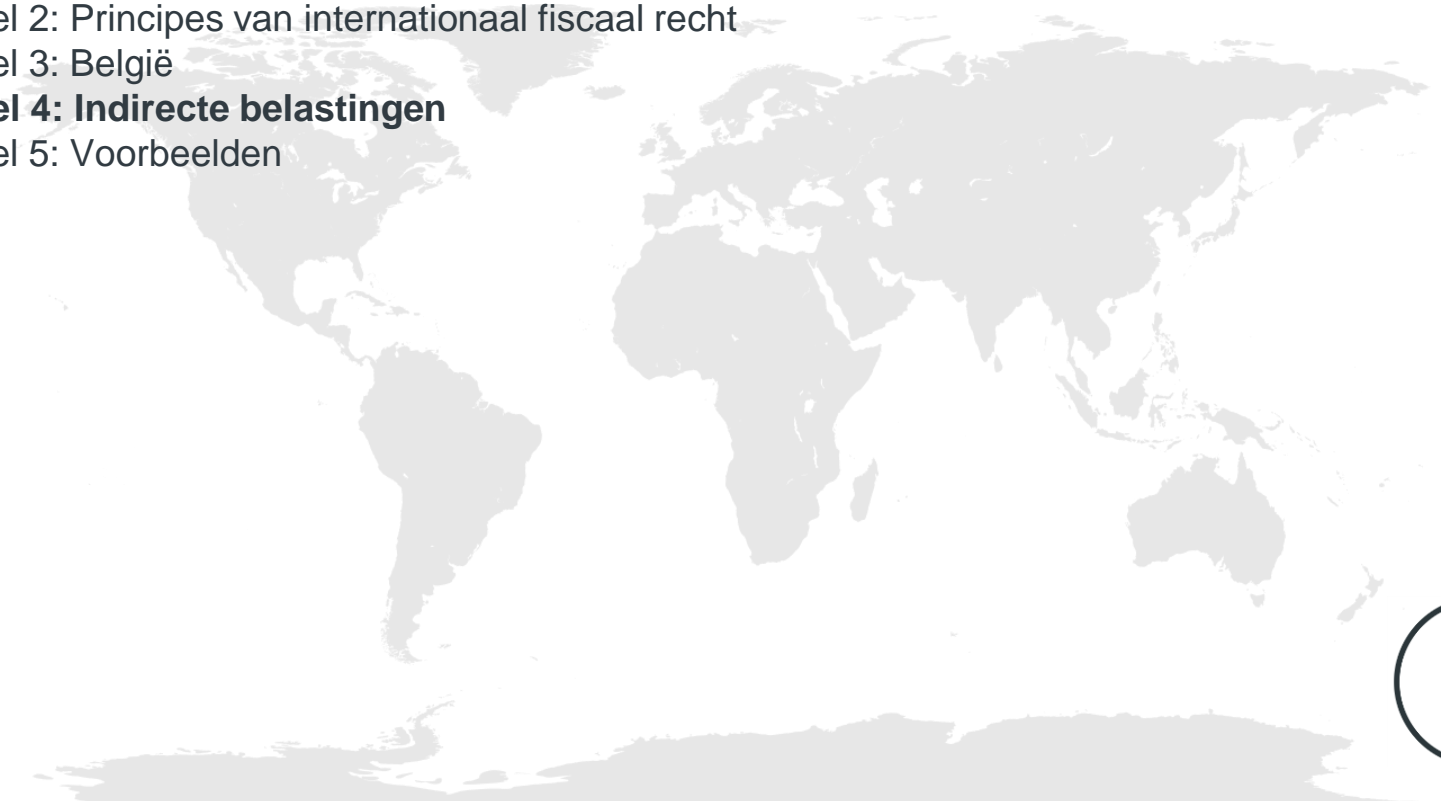 el 2: Principes van internationaal fiscaal recht
el 3: België
el 4: Indirecte belastingen
el 5: Voorbeelden